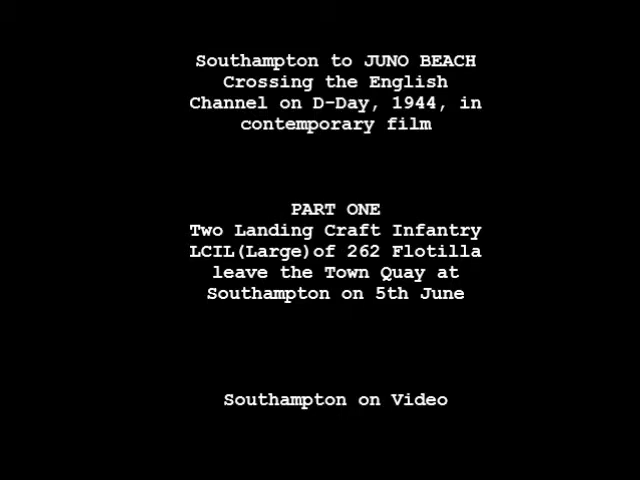 Southampton to JUNO BEACH
Crossing the English
Channel on D-Day, 1944, in
contemporary film
PART ONE
Two Landing Craft Infantry
LCIL(Large)of 262 Flotilla
leave the Town Quay at
Southampton on 5th June
Southampton on Video